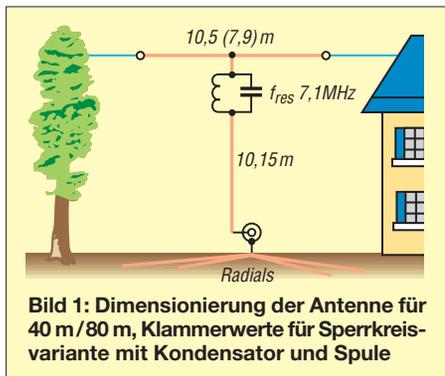 10,5 (7,9) m
fres 7,1MHz
10,15 m
Radials
Bild 1: Dimensionierung der Antenne für
40 m/80 m, Klammerwerte für Sperrkreis-
variante mit Kondensator und Spule